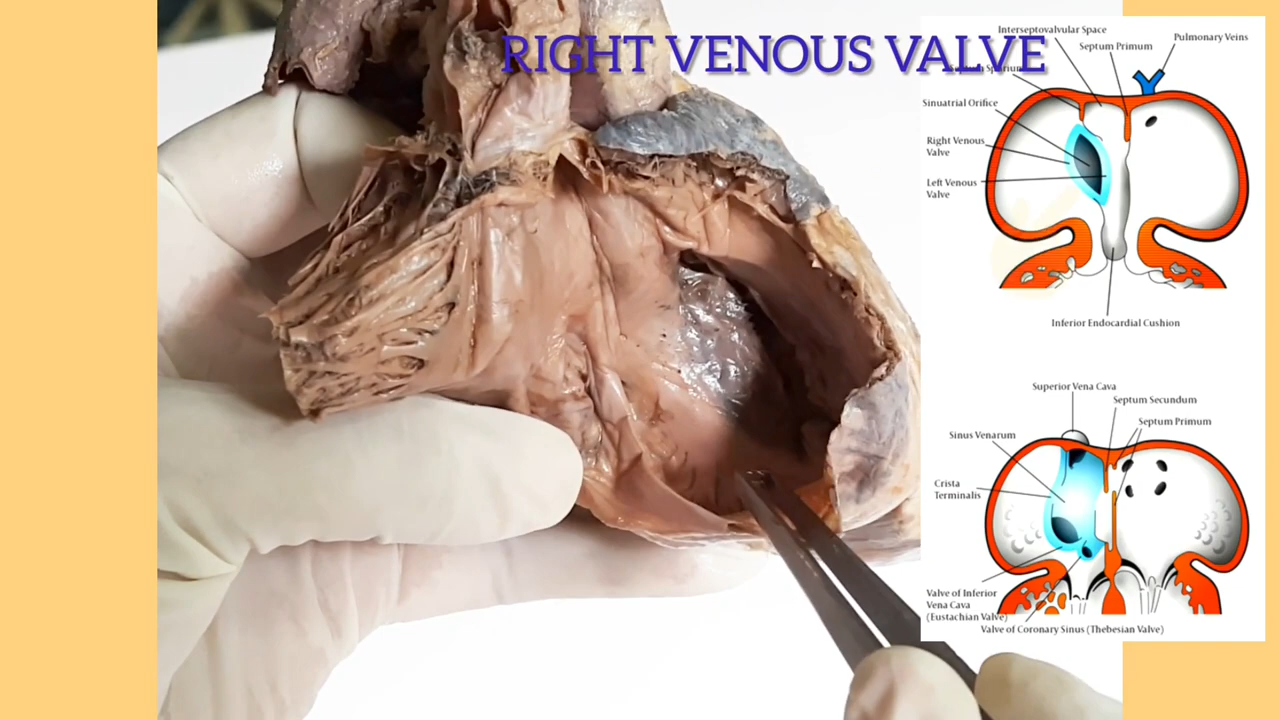 RIGHT VENOUS VALVE
Interseptovalvular Space
Septum Primum
Pulmonary Veins
Sinuatrial Orifice
Right Venous
Valve
Left Venous
Valve
Inferior Endocardial Cushion
Superior Vena Cava
Septum Secundum
Septum Primum
Sinus Venarum
Crista
Terminalis
Valve of Inferior
Vena Cava
(Eustachian Valve)
Valve of Coronary Sinus (Thebesian Valve)